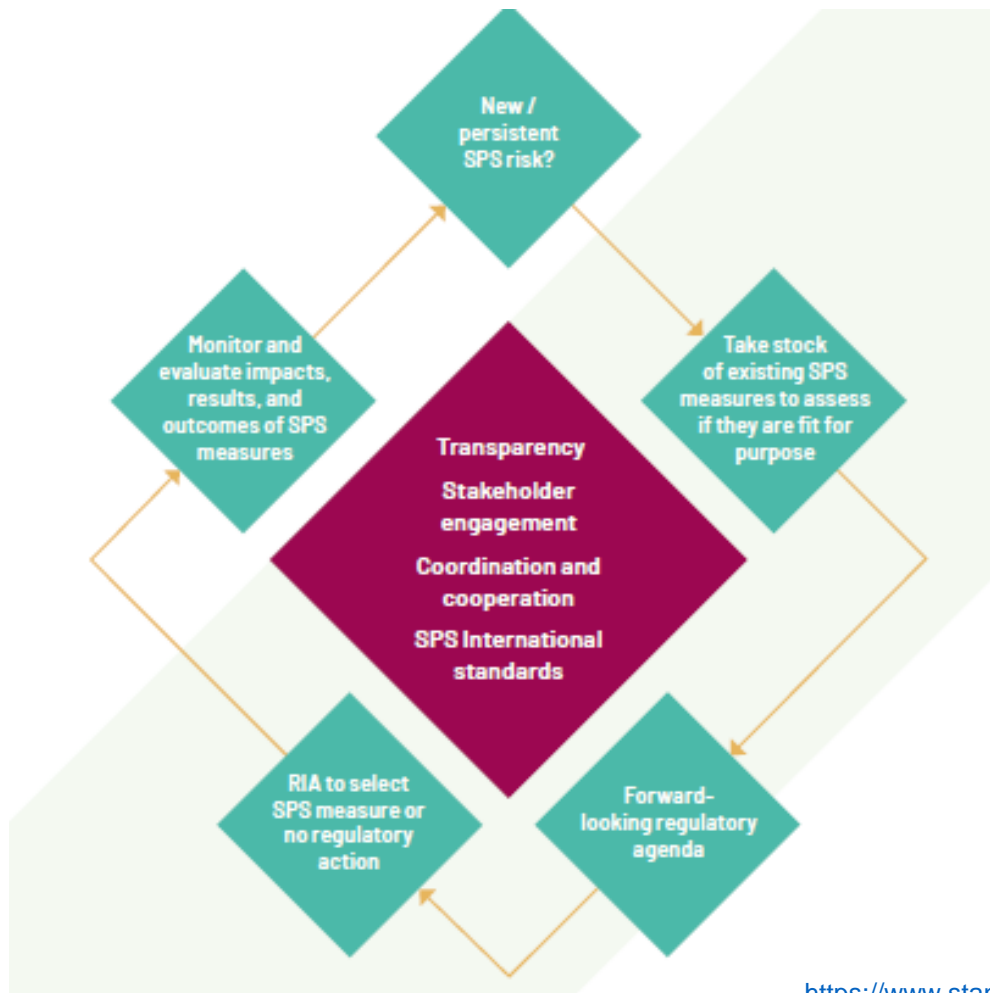 New /
persistent
SPS risk?
Take stock
of existing SPS
measures to assess
if they are fit for
purpose
Forward-
looking regulatory
agenda
RIA to select
SPS measure or
no regulatory
action
Monitor and
evaluate impacts,
results, and
outcomes of SPS
measures
Transparency
Stakeholder
engagement
Coordination and
cooperation
SPS International
standards